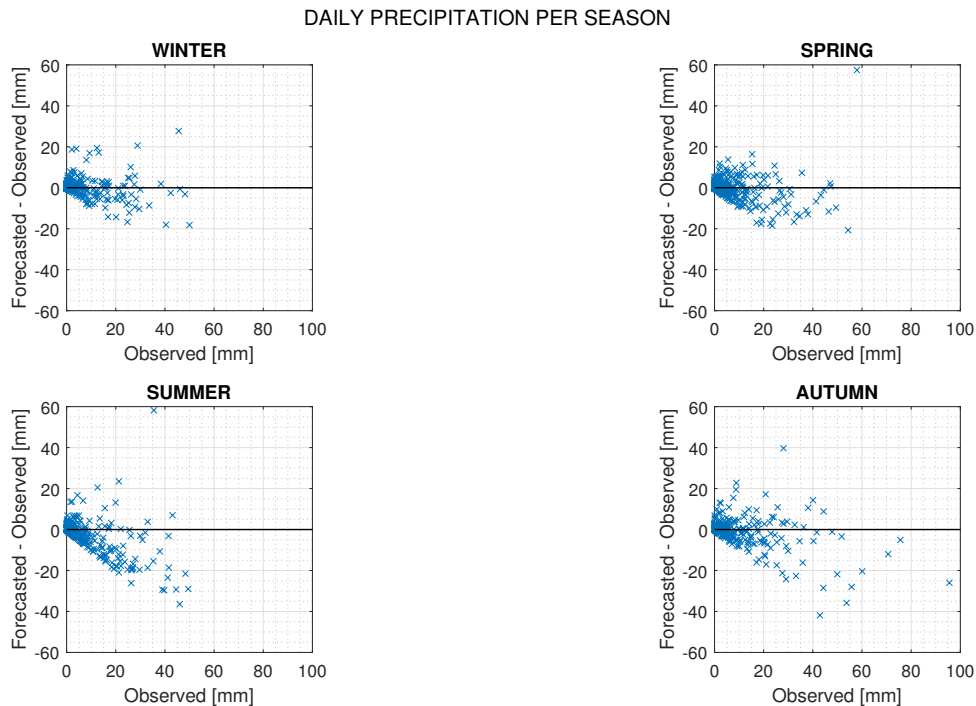 DAILY PRECIPITATION PER SEASON
WINTER
60
40
20
0
-20
-40
-60
Forecasted - Observed [mm]
0 20 40 60 80 100
Observed [mm]
SPRING
60
40
20
0
-20
-40
-60
Forecasted - Observed [mm]
0 20 40 60 80 100
Observed [mm]
SUMMER
60
40
20
0
-20
-40
-60
Forecasted - Observed [mm]
0 20 40 60 80 100
Observed [mm]
AUTUMN
60
40
20
0
-20
-40
-60
Forecasted - Observed [mm]
0 20 40 60 80 100
Observed [mm]